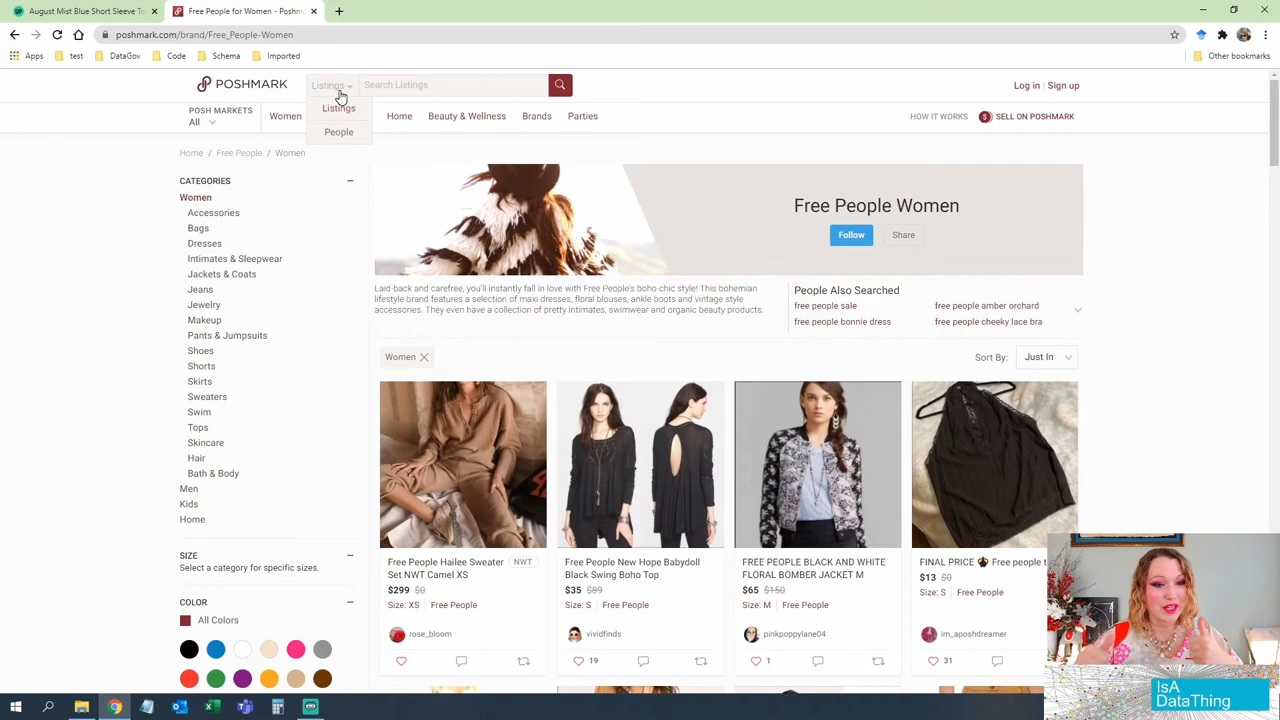 August Mist Blue Short Sleeve To
Free People for Women - Poshm
poshmark.com/brand/Free_People-Women
Apps
test
DataGov
Code
Schema
Imported
Other bookmarks
POSHMARK
Listings
Search Listings
Log in | Sign up
Listings
People
POSH MARKETS
All
Women
Home
Beauty & Wellness
Brands
Parties
HOW IT WORKS
SELL ON POSHMARK
Home / Free People / Women
CATEGORIES
Women
Accessories
Bags
Dresses
Intimates & Sleepwear
Jackets & Coats
Jeans
Jewelry
Makeup
Pants & Jumpsuits
Shoes
Shorts
Skirts
Sweaters
Swim
Tops
Skincare
Hair
Bath & Body
Men
Kids
Home
SIZE
Select a category for specific sizes.
COLOR
All Colors
Free People Women
Follow
Share
Laid-back and carefree, you'll instantly fall in love with Free People's boho-chic style! This bohemian
lifestyle brand features a selection of maxi dresses, floral blouses, ankle boots and vintage style
accessories. They even have a collection of pretty intimates, swimwear and organic beauty products.
People Also Searched
free people sale
free people amber orchard
free people bonnie dress
free people cheeky lace bra
Women
Sort By:
Just In
Free People Hailee Sweater
Set NWT Camel XS
NWT
$299 $0
Size: XS | Free People
rose_bloom
Free People New Hope Babydoll
Black Swing Boho Top
$35 $89
Size: S | Free People
vividfinds
19
FREE PEOPLE BLACK AND WHITE
FLORAL BOMBER JACKET M
$65 $150
Size: M | Free People
pinkpoppylane04
1
FINAL PRICE Free people t
$13 $0
Size: S | Free People
im_aposhdreamer
31
IsA
DataThing